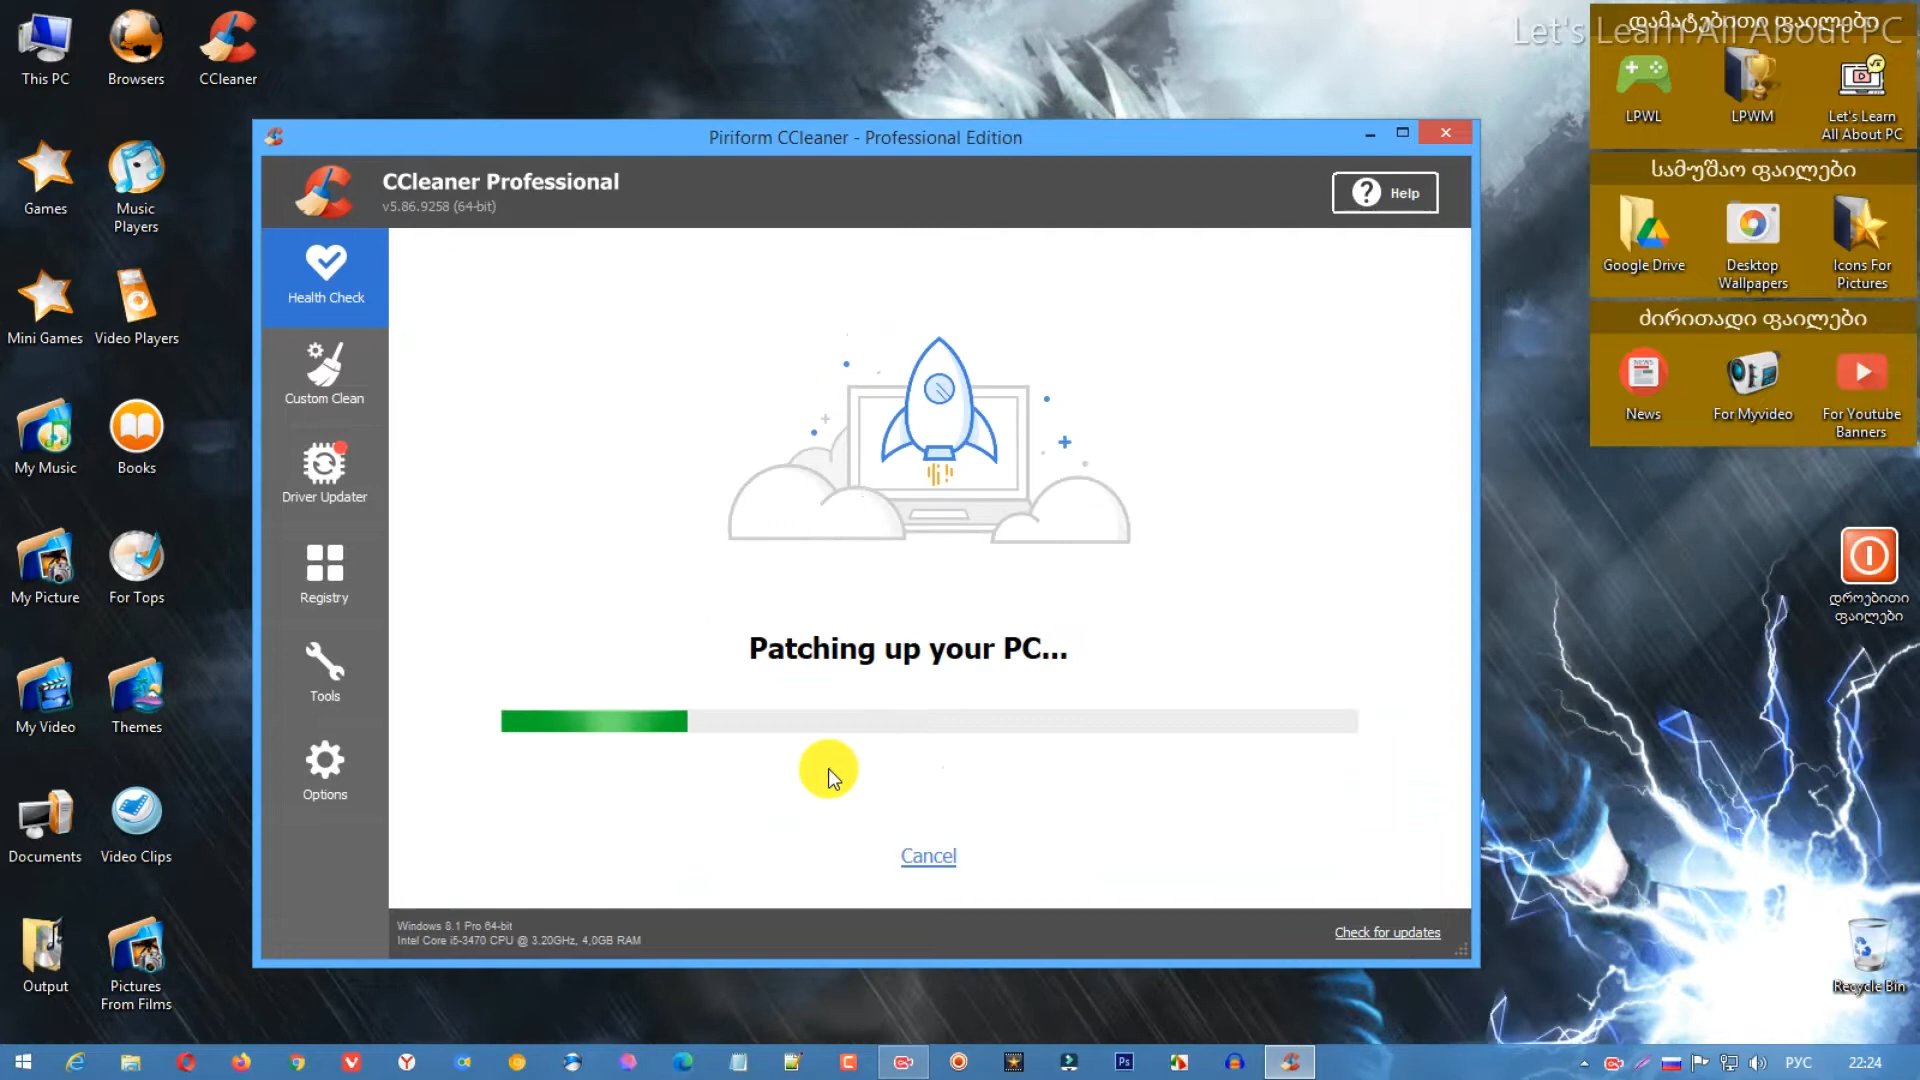 This PC
Browsers
CCleaner
Games
Music
Players
Mini Games
Video Players
My Music
Books
My Picture
For Tops
My Video
Themes
Documents
Video Clips
Output
Pictures
From Films
Piriform CCleaner - Professional Edition
CCleaner Professional
v5.86.9258 (64-bit)
Help
Health Check
Custom Clean
Driver Updater
Registry
Tools
Options
Patching up your PC...
Cancel
Windows 8.1 Pro 64-bit
Intel Core i5-3470 CPU @ 3.20GHz, 4,0GB RAM
Check for updates
Let's Learn All About PC
დამატებითი ფაილები
LPWL
LPWM
Let's Learn
All About PC
სამუშაო ფაილები
Google Drive
Desktop
Wallpapers
Icons For
Pictures
ძირითადი ფაილები
NEWS
News
For Myvideo
For Youtube
Banners
დროებითი
ფაილები
Recycle Bin
Ps
РУС
22:24